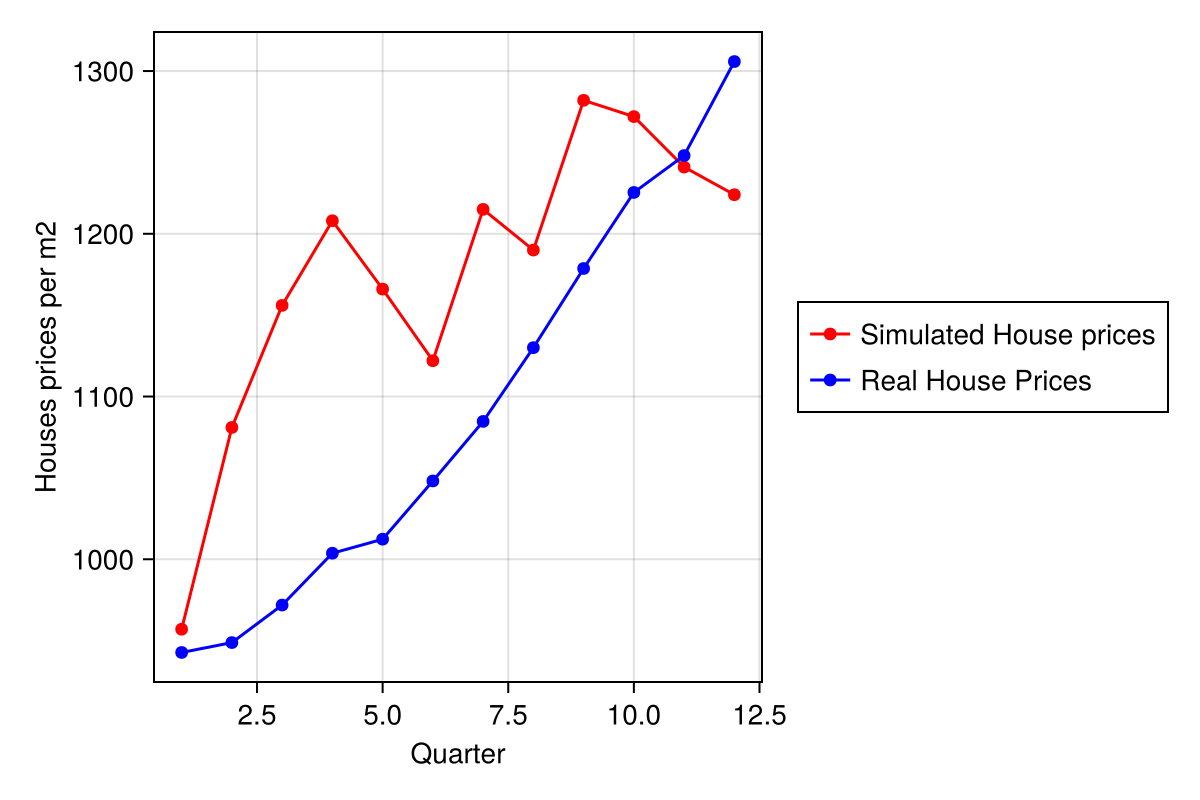 1300
1200
1100
1000
Houses prices per m2
2.5
5.0
7.5
10.0
12.5
Quarter
Simulated House prices
Real House Prices